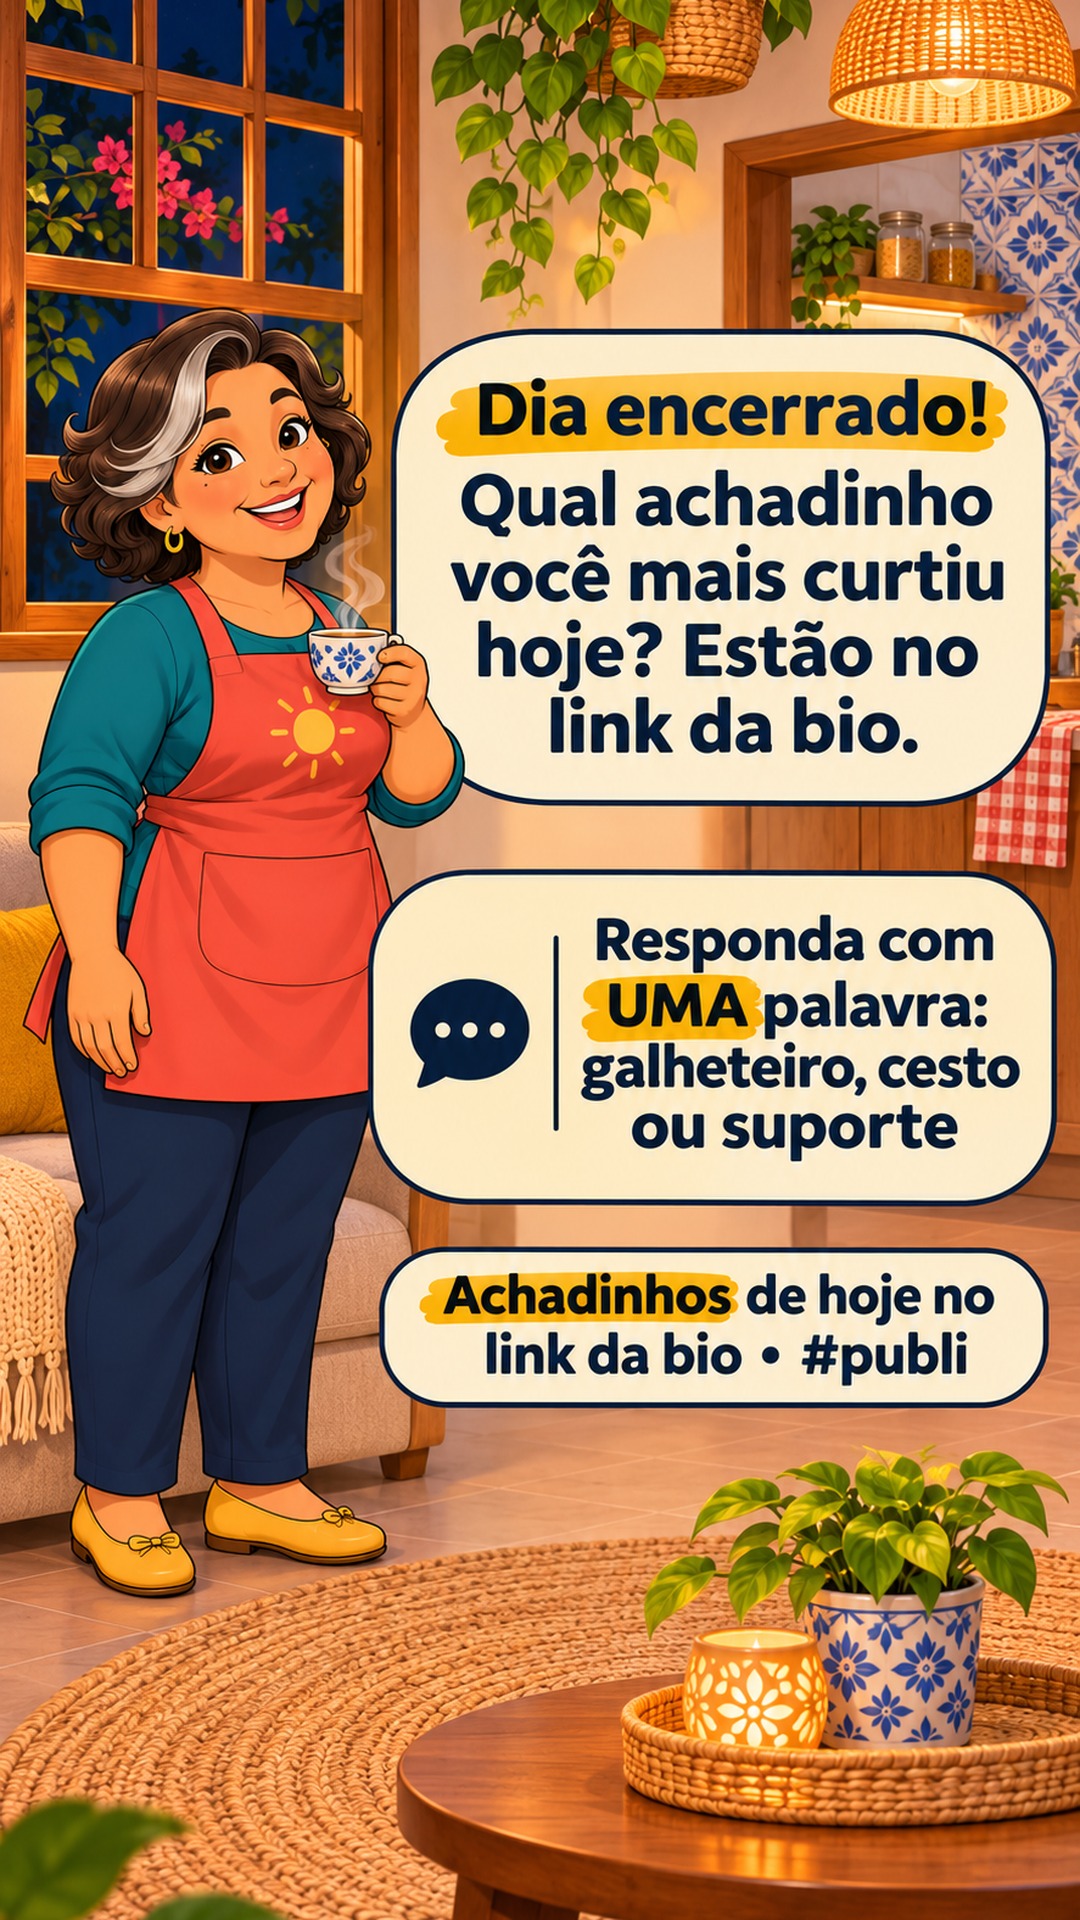 Dia encerrado!
Qual achadinho
você mais curtiu
hoje? Estão no
link da bio.
Responda com
UMA palavra:
galheteiro, cesto
ou suporte
Achadinhos de hoje no
link da bio • #publi